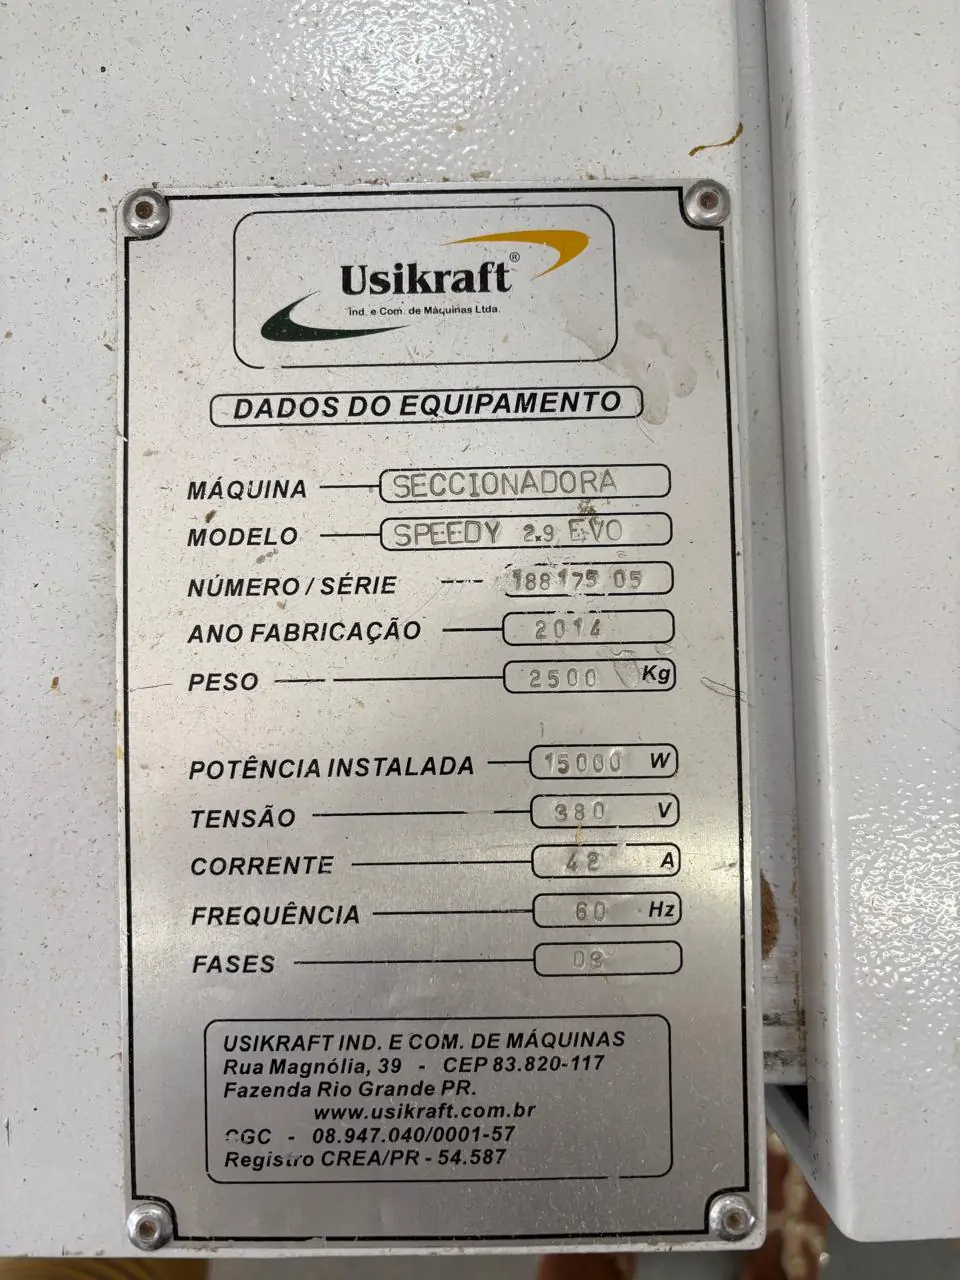 Usikraft®
Ind. e Com. de Máquinas Ltda.
DADOS DO EQUIPAMENTO
MÁQUINA SECCIONADORA
MODELO SPEEDY 2.9 EVO
NÚMERO / SÉRIE 188175 05
ANO FABRICAÇÃO 2014
PESO 2500 Kg
POTÊNCIA INSTALADA 15000 W
TENSÃO 380 V
CORRENTE 42 A
FREQUÊNCIA 60 Hz
FASES 03
USIKRAFT IND. E COM. DE MÁQUINAS
Rua Magnólia, 39 - CEP 83.820-117
Fazenda Rio Grande PR.
www.usikraft.com.br
CGC - 08.947.040/0001-57
Registro CREA/PR - 54.587